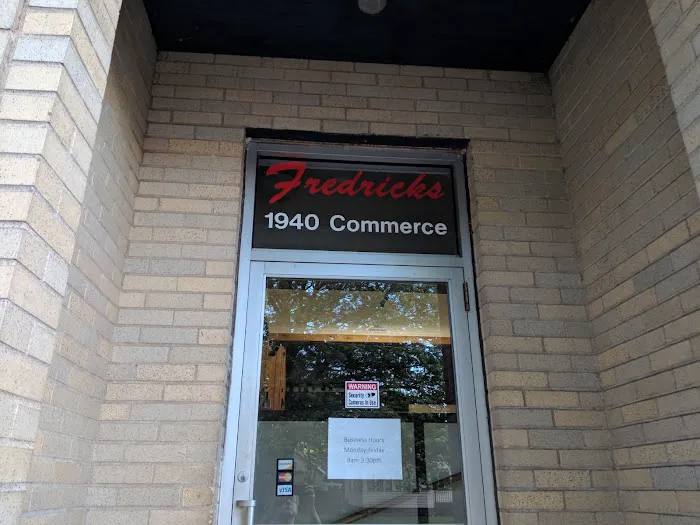 Fredricks
1940 Commerce
WARNING
Security
Cameras In Use
Business Hours
Monday-Friday
8am-3:30pm
VISA